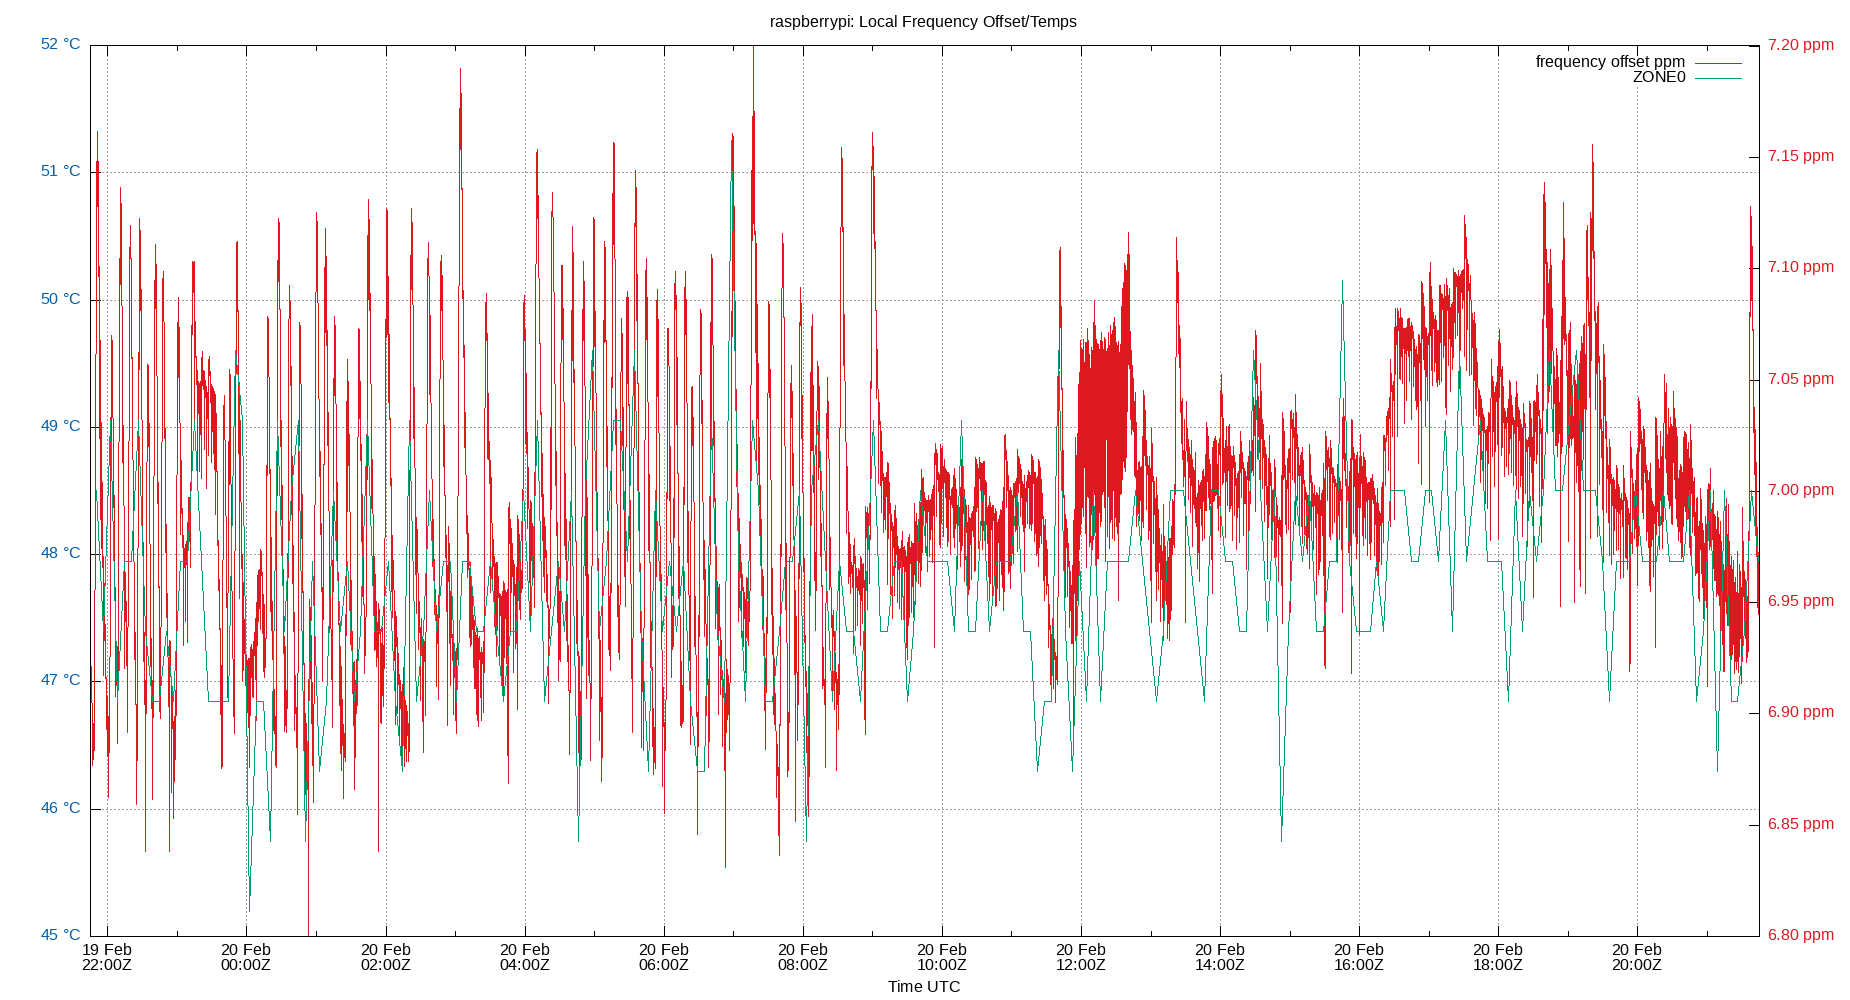 raspberrypi: Local Frequency Offset/Temps
52 °C
51 °C
50 °C
49 °C
48 °C
47 °C
46 °C
45 °C
7.20 ppm
7.15 ppm
7.10 ppm
7.05 ppm
7.00 ppm
6.95 ppm
6.90 ppm
6.85 ppm
6.80 ppm
frequency offset ppm
ZONE0
19 Feb
22:00Z
20 Feb
00:00Z
20 Feb
02:00Z
20 Feb
04:00Z
20 Feb
06:00Z
20 Feb
08:00Z
20 Feb
10:00Z
20 Feb
12:00Z
20 Feb
14:00Z
20 Feb
16:00Z
20 Feb
18:00Z
20 Feb
20:00Z
Time UTC